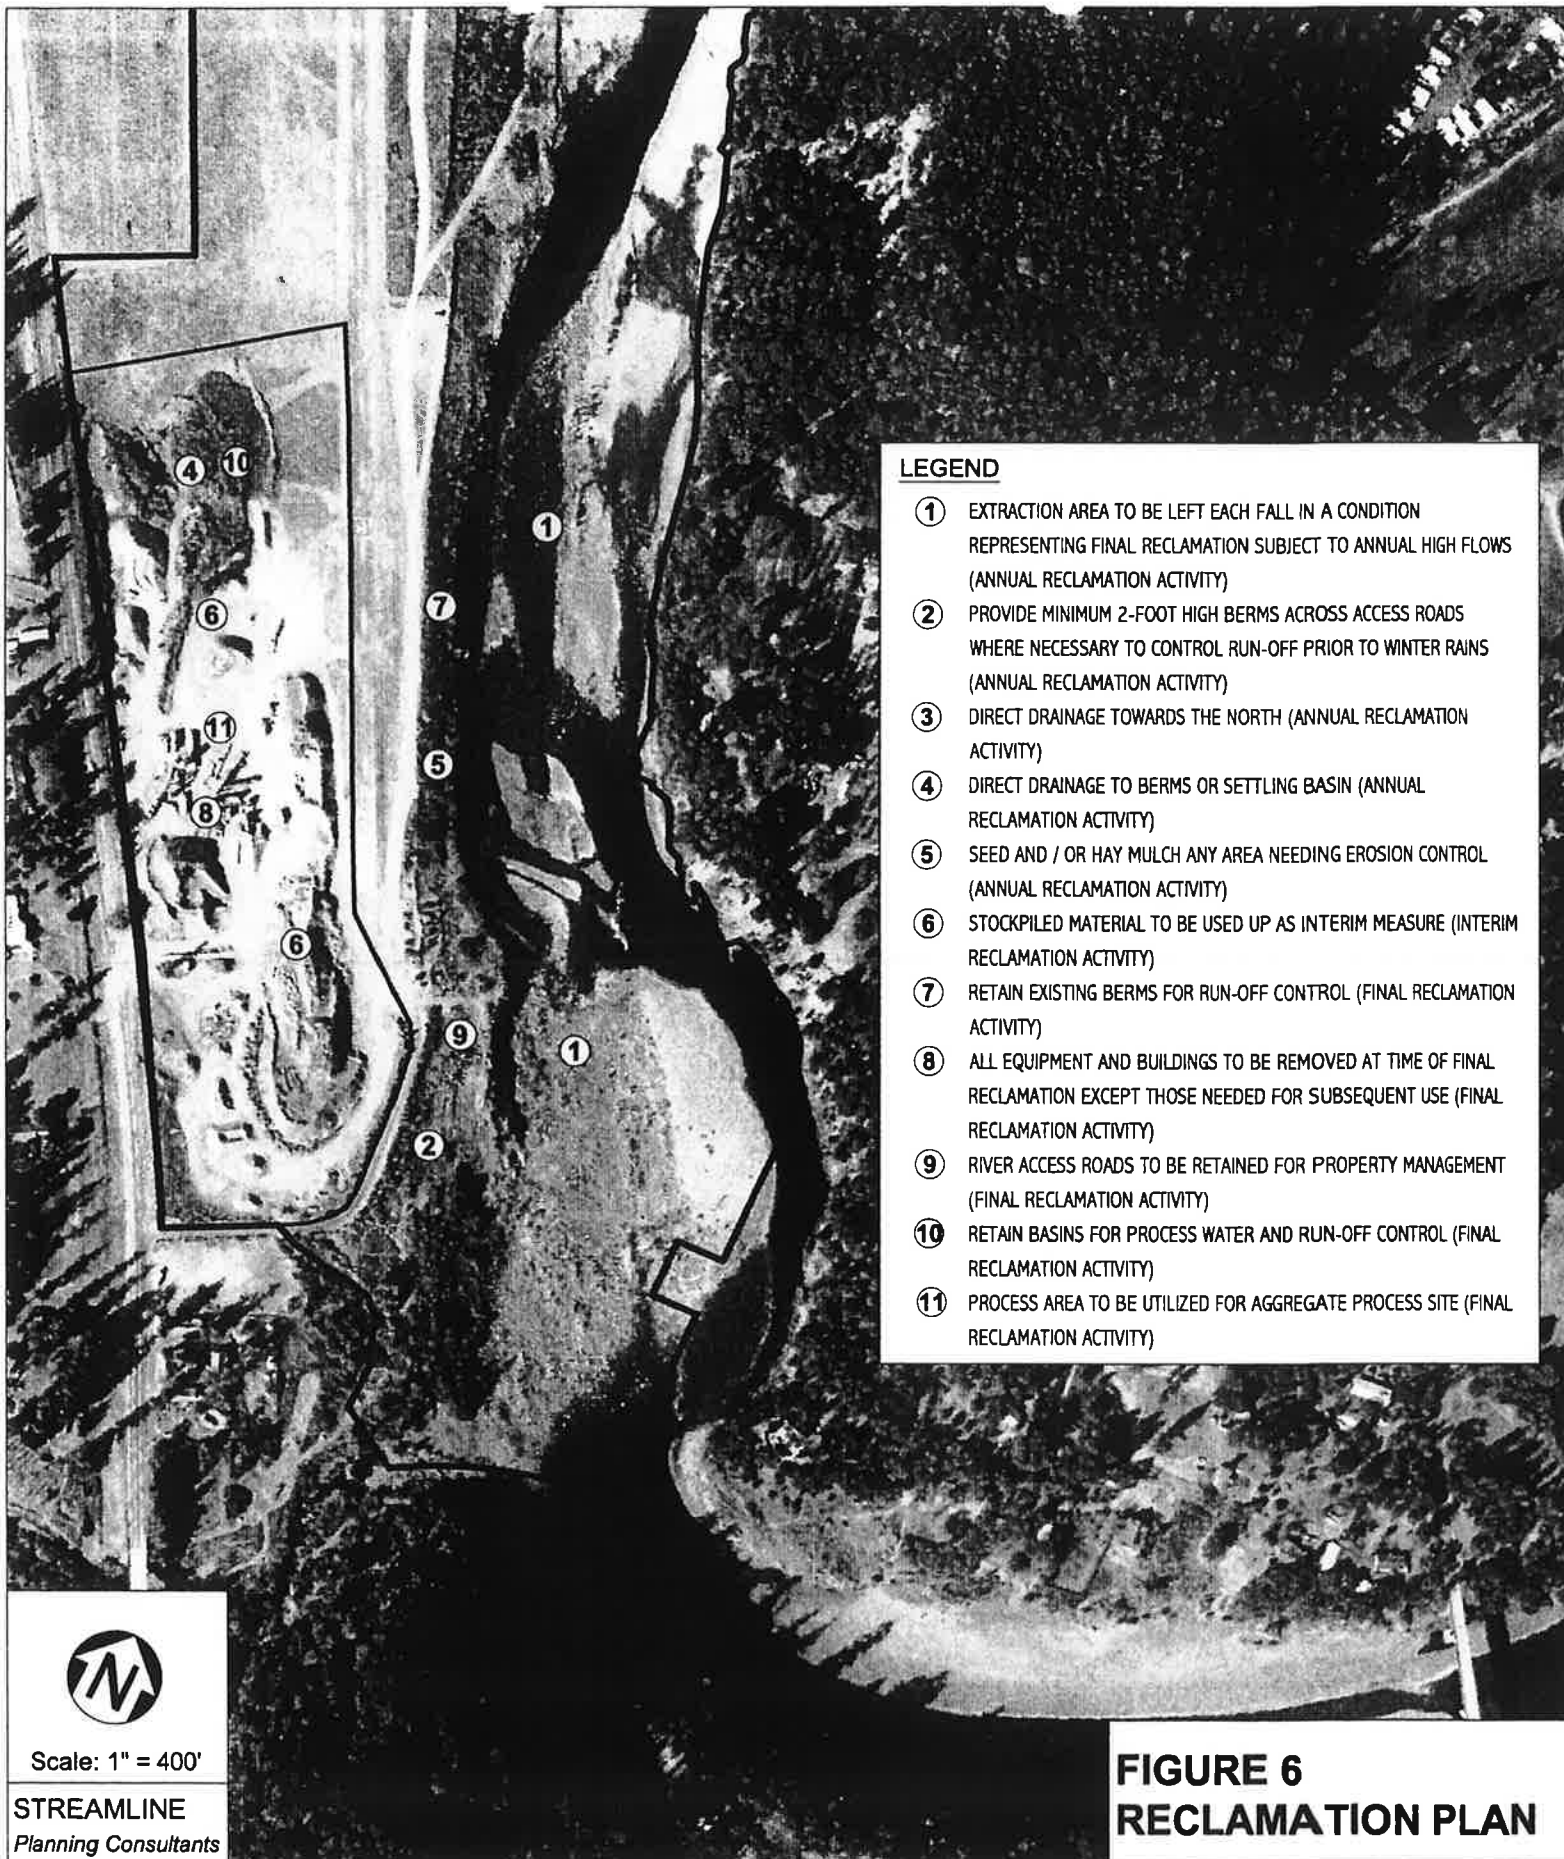 4
10
1
7
6
11
5
8
6
9
1
2
LEGEND
1 EXTRACTION AREA TO BE LEFT EACH FALL IN A CONDITION
REPRESENTING FINAL RECLAMATION SUBJECT TO ANNUAL HIGH FLOWS
(ANNUAL RECLAMATION ACTIVITY)
2 PROVIDE MINIMUM 2-FOOT HIGH BERMS ACROSS ACCESS ROADS
WHERE NECESSARY TO CONTROL RUN-OFF PRIOR TO WINTER RAINS
(ANNUAL RECLAMATION ACTIVITY)
3 DIRECT DRAINAGE TOWARDS THE NORTH (ANNUAL RECLAMATION
ACTIVITY)
4 DIRECT DRAINAGE TO BERMS OR SETTLING BASIN (ANNUAL
RECLAMATION ACTIVITY)
5 SEED AND / OR HAY MULCH ANY AREA NEEDING EROSION CONTROL
(ANNUAL RECLAMATION ACTIVITY)
6 STOCKPILED MATERIAL TO BE USED UP AS INTERIM MEASURE (INTERIM
RECLAMATION ACTIVITY)
7 RETAIN EXISTING BERMS FOR RUN-OFF CONTROL (FINAL RECLAMATION
ACTIVITY)
8 ALL EQUIPMENT AND BUILDINGS TO BE REMOVED AT TIME OF FINAL
RECLAMATION EXCEPT THOSE NEEDED FOR SUBSEQUENT USE (FINAL
RECLAMATION ACTIVITY)
9 RIVER ACCESS ROADS TO BE RETAINED FOR PROPERTY MANAGEMENT
(FINAL RECLAMATION ACTIVITY)
10 RETAIN BASINS FOR PROCESS WATER AND RUN-OFF CONTROL (FINAL
RECLAMATION ACTIVITY)
11 PROCESS AREA TO BE UTILIZED FOR AGGREGATE PROCESS SITE (FINAL
RECLAMATION ACTIVITY)
N
Scale: 1" = 400'
STREAMLINE
Planning Consultants
FIGURE 6
RECLAMATION PLAN